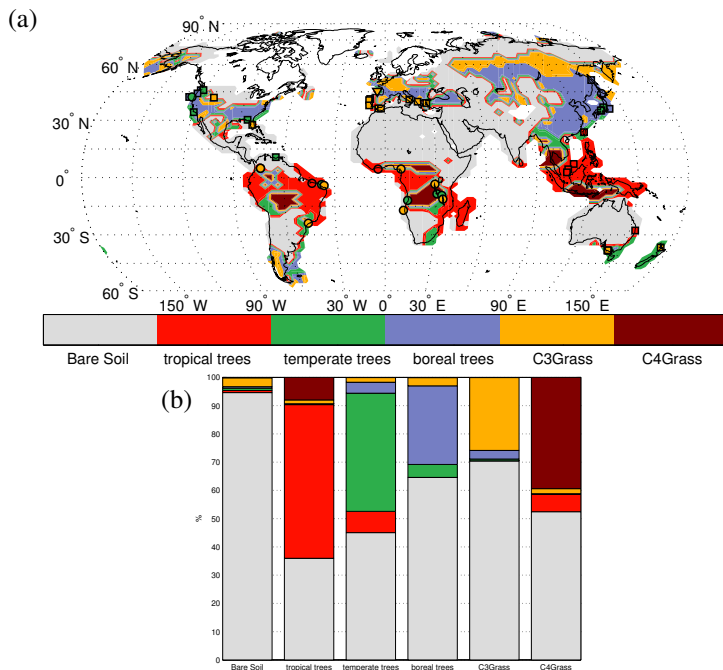 (a)
90° N
60° N
30° N
0°
30° S
60° S
150° W 90° W 30° W 0° 30° E 90° E 150° E
Bare Soil tropical trees temperate trees boreal trees C3Grass C4Grass
(b)
100
90
80
70
60
50
40
30
20
10
0
%
Bare Soil tropical trees temperate trees boreal trees C3Grass C4Grass